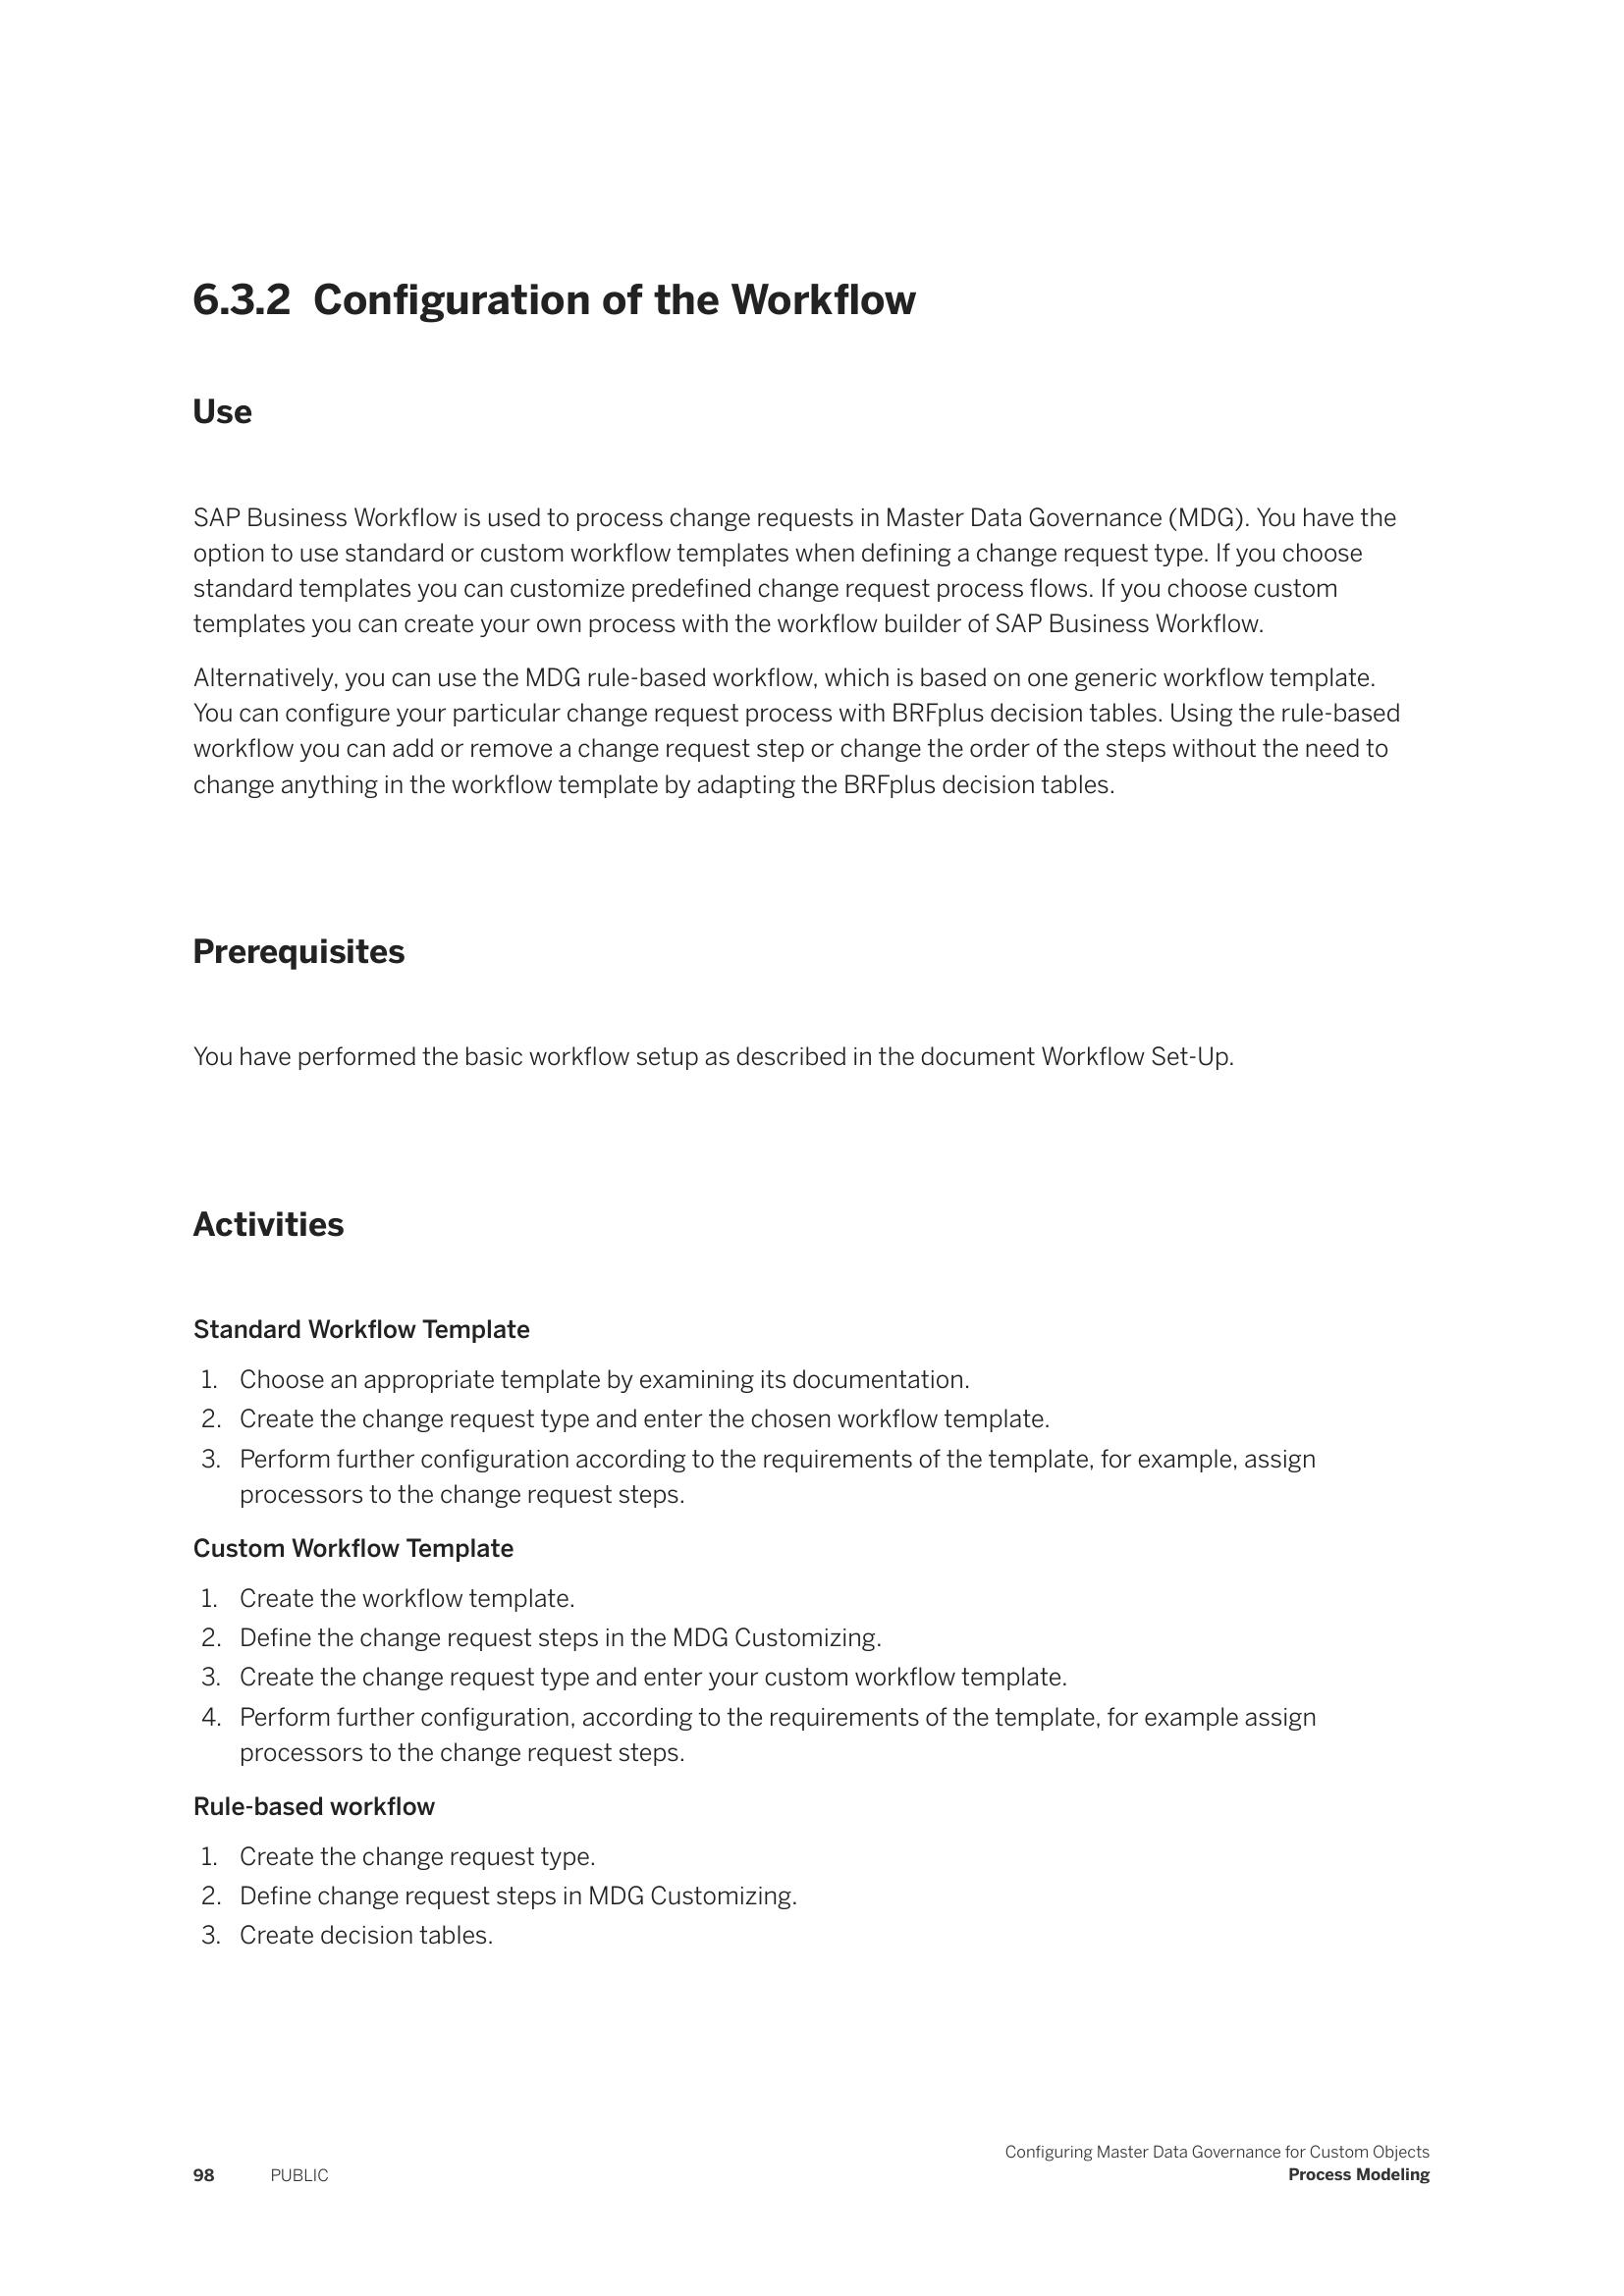 6.3.2 Configuration of the Workflow
Use
SAP Business Workflow is used to process change requests in Master Data Governance (MDG). You have the
option to use standard or custom workflow templates when defining a change request type. If you choose
standard templates you can customize predefined change request process flows. If you choose custom
templates you can create your own process with the workflow builder of SAP Business Workflow.
Alternatively, you can use the MDG rule-based workflow, which is based on one generic workflow template.
You can configure your particular change request process with BRFplus decision tables. Using the rule-based
workflow you can add or remove a change request step or change the order of the steps without the need to
change anything in the workflow template by adapting the BRFplus decision tables.
Prerequisites
You have performed the basic workflow setup as described in the document Workflow Set-Up.
Activities
Standard Workflow Template
1. Choose an appropriate template by examining its documentation.
2. Create the change request type and enter the chosen workflow template.
3. Perform further configuration according to the requirements of the template, for example, assign
processors to the change request steps.
Custom Workflow Template
1. Create the workflow template.
2. Define the change request steps in the MDG Customizing.
3. Create the change request type and enter your custom workflow template.
4. Perform further configuration, according to the requirements of the template, for example assign
processors to the change request steps.
Rule-based workflow
1. Create the change request type.
2. Define change request steps in MDG Customizing.
3. Create decision tables.
Configuring Master Data Governance for Custom Objects
98 PUBLIC Process Modeling